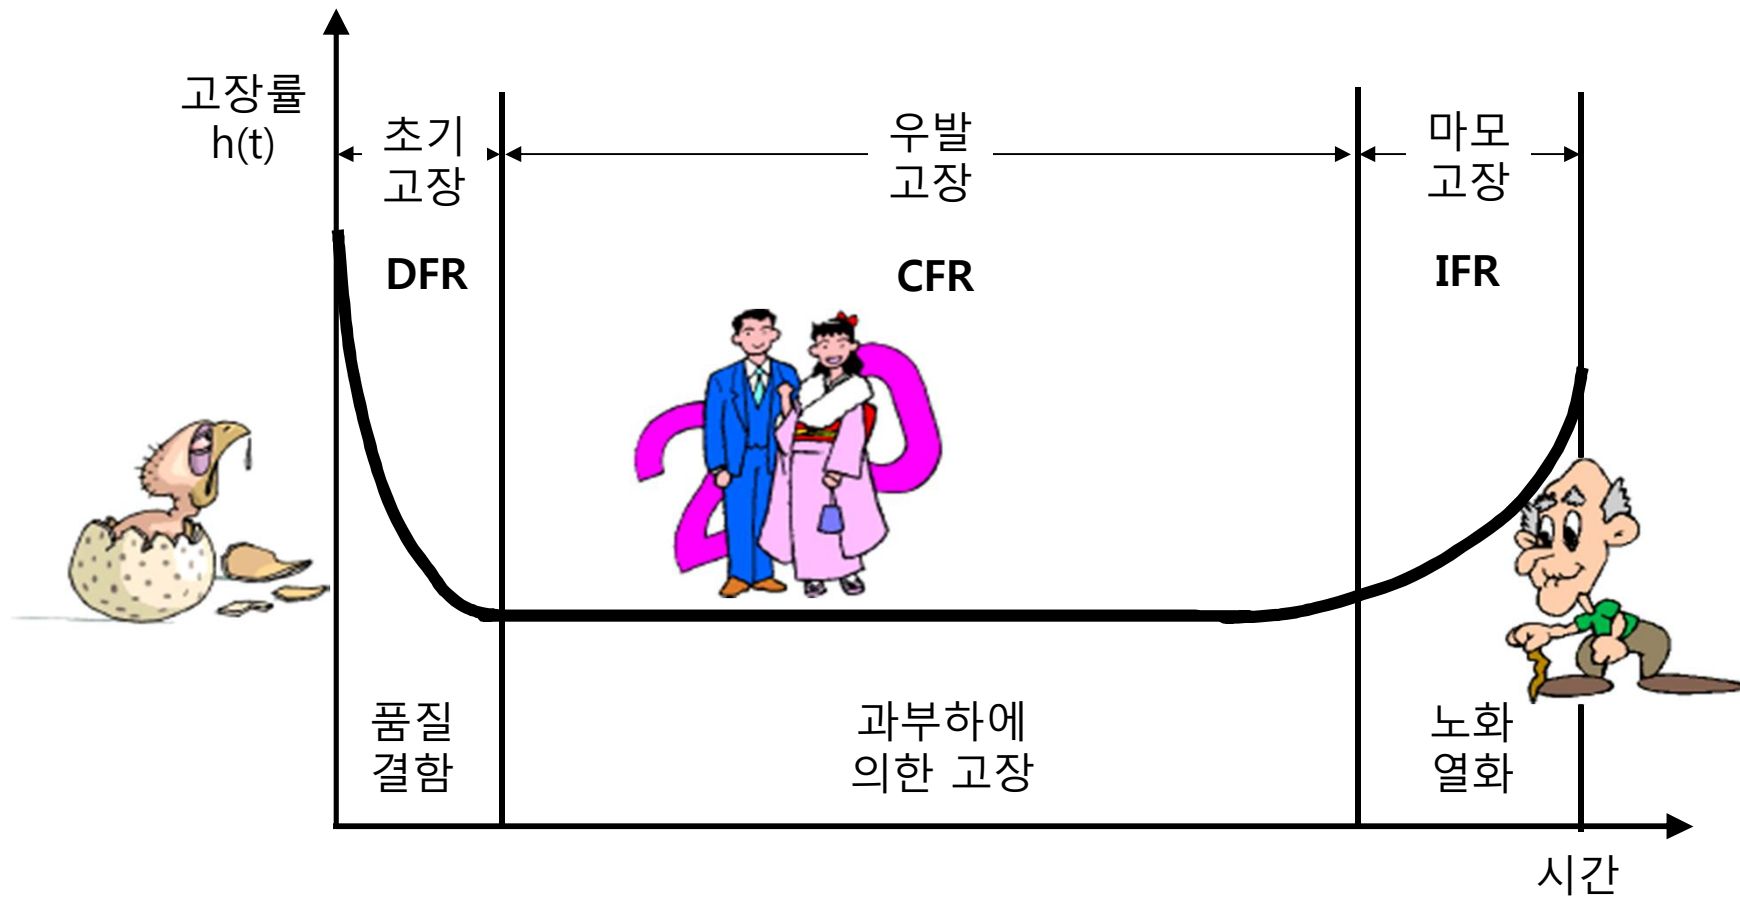 고장률
h(t)
초기
고장
우발
고장
마모
고장
DFR
CFR
IFR
20
품질
결함
과부하에
의한 고장
노화
열화
시간